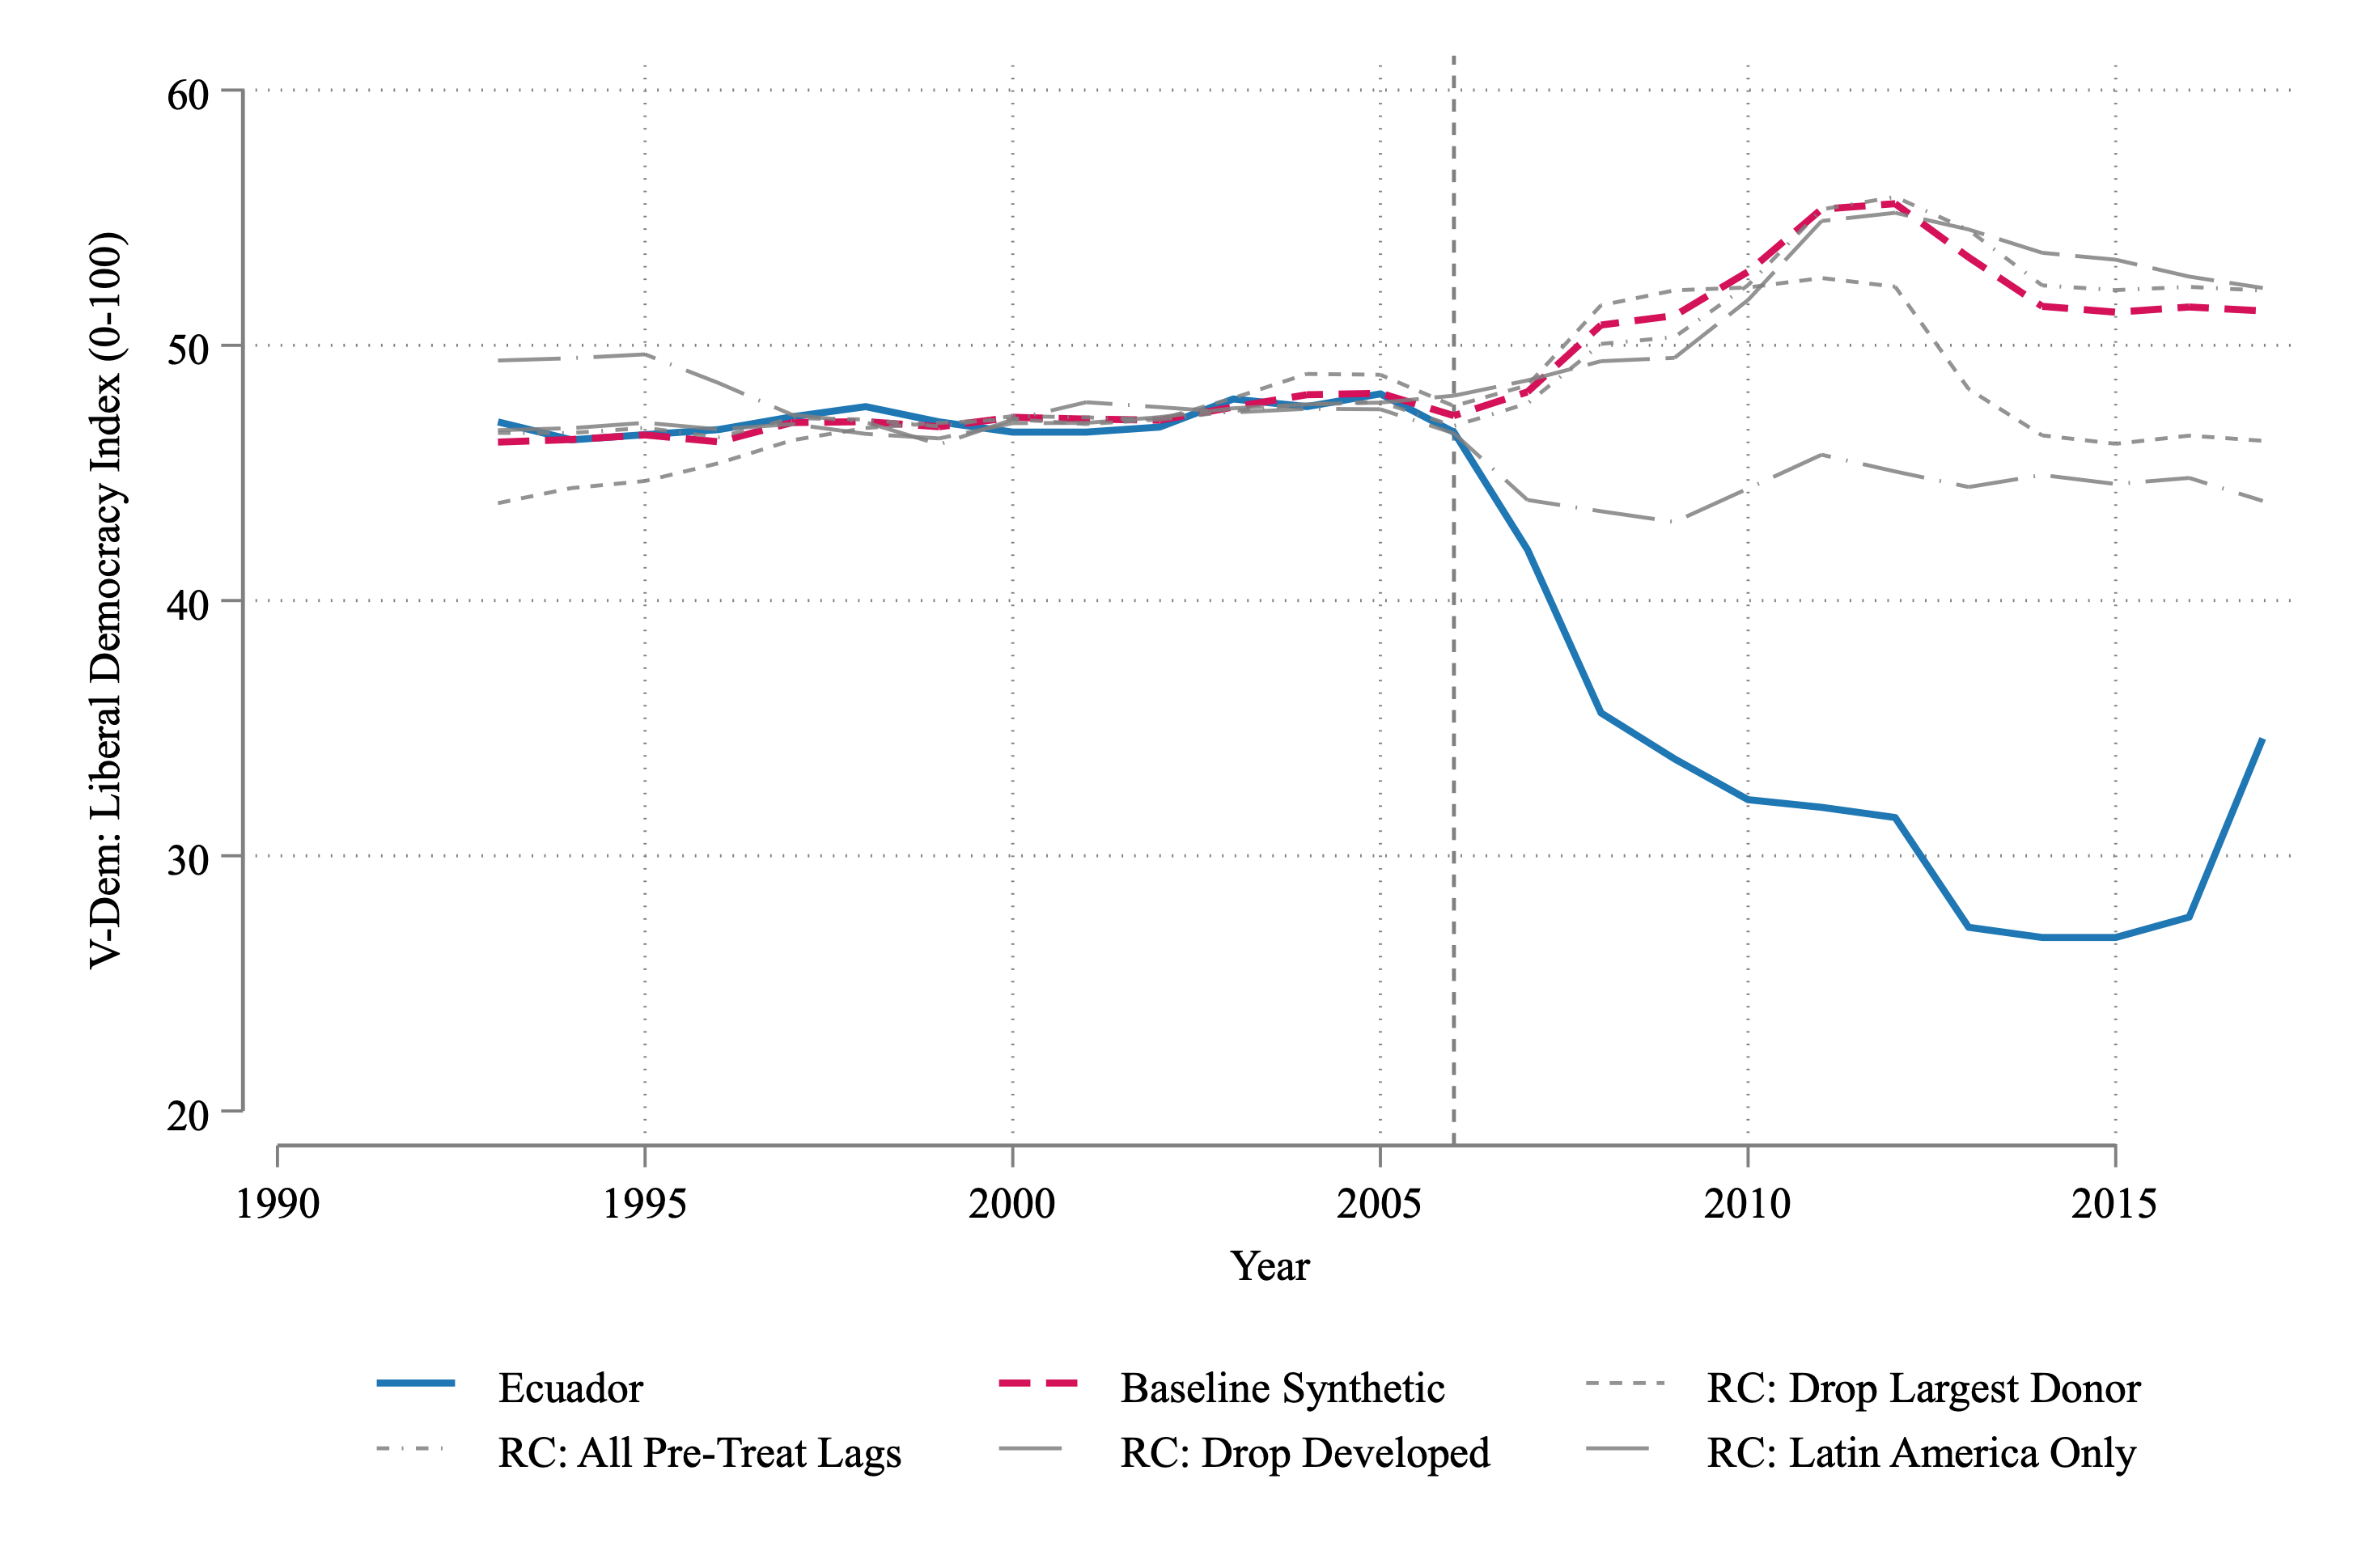 V-Dem: Liberal Democracy Index (0-100)
60
50
40
30
20
1990 1995 2000 2005 2010 2015
Year
Ecuador Baseline Synthetic RC: Drop Largest Donor
RC: All Pre-Treat Lags RC: Drop Developed RC: Latin America Only